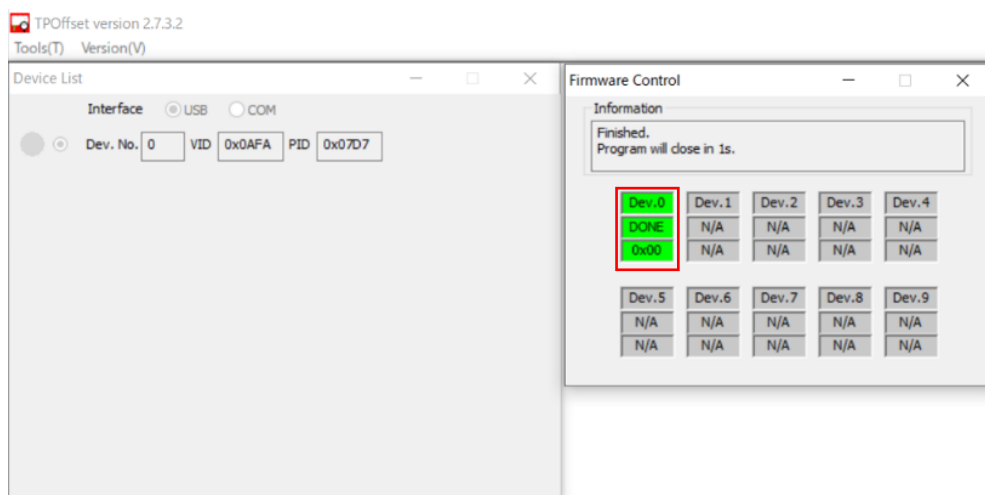 TPOffset version 2.7.3.2
Tools(T) Version(V)
Device List
Interface USB COM
Dev. No. 0 VID 0x0AFA PID 0x07D7
Firmware Control
Information
Finished.
Program will close in 1s.
Dev.0 Dev.1 Dev.2 Dev.3 Dev.4
DONE N/A N/A N/A N/A
0x00 N/A N/A N/A N/A
Dev.5 Dev.6 Dev.7 Dev.8 Dev.9
N/A N/A N/A N/A N/A
N/A N/A N/A N/A N/A